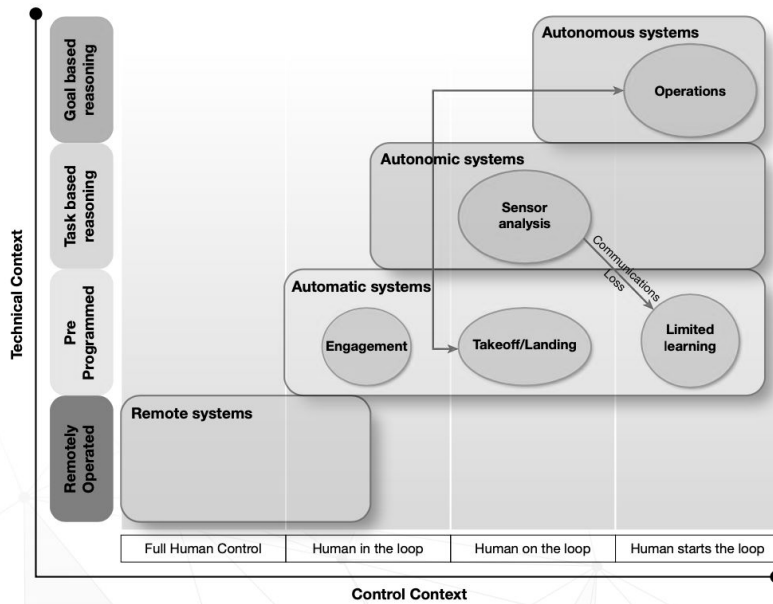 Technical Context
Goal based
reasoning
Task based
reasoning
Pre
Programmed
Remotely
Operated
Autonomous systems
Operations
Autonomic systems
Sensor
analysis
Communications
Loss
Automatic systems
Engagement
Takeoff/Landing
Limited
learning
Remote systems
Full Human Control
Human in the loop
Human on the loop
Human starts the loop
Control Context